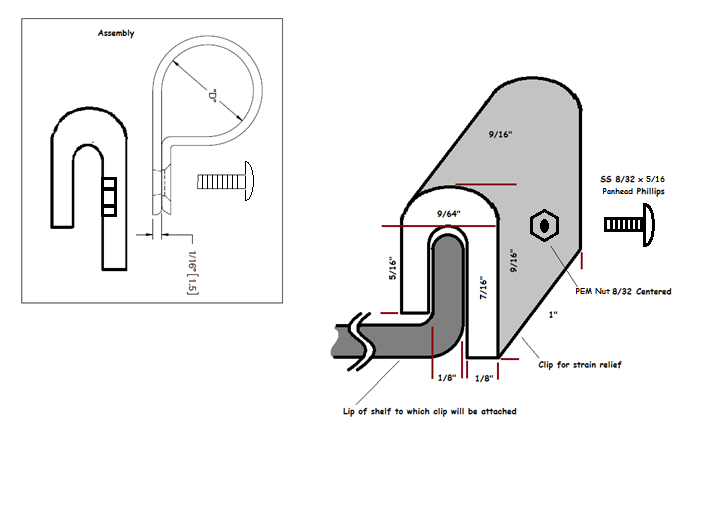 Assembly
"D"
1/16" [1.5]
9/16"
SS 8/32 x 5/16
Panhead Phillips
9/64"
5/16"
7/16"
9/16"
PEM Nut 8/32 Centered
1"
Clip for strain relief
1/8"
1/8"
Lip of shelf to which clip will be attached